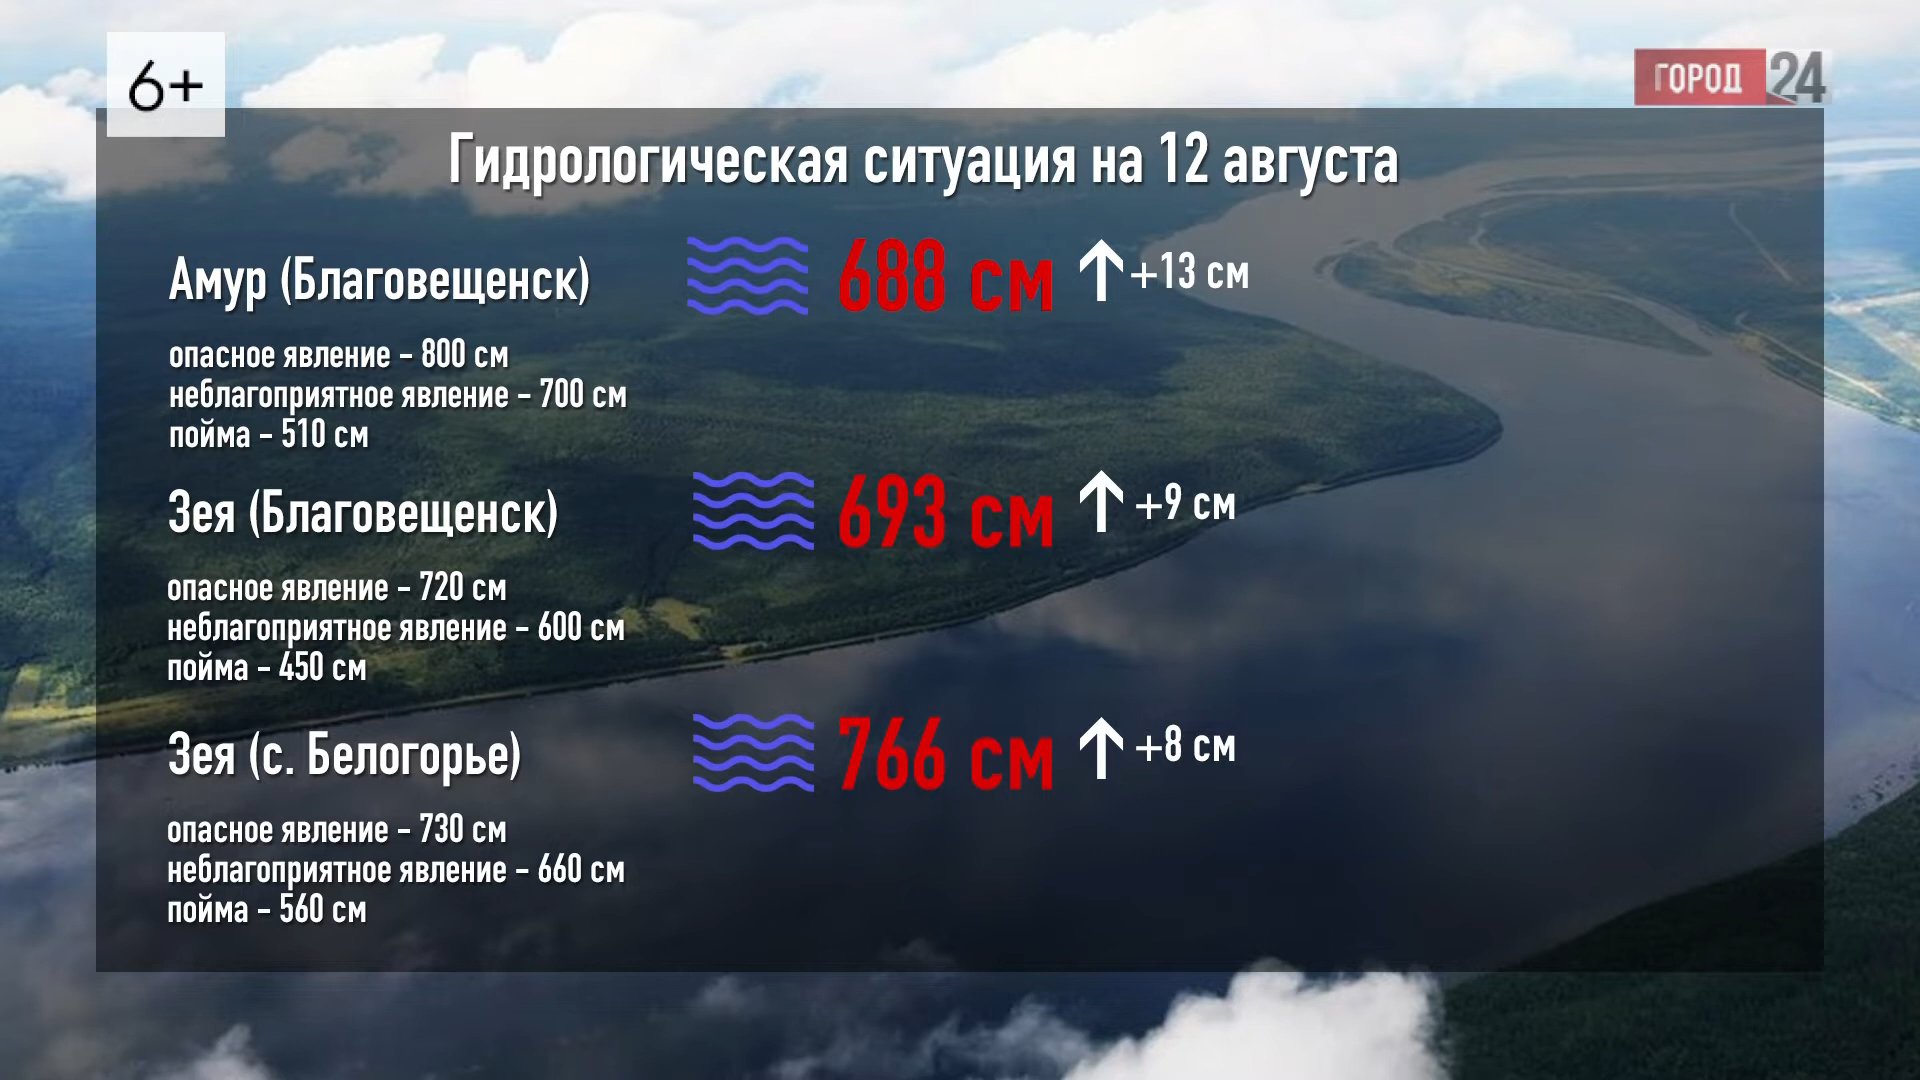 6+
ГОРОД 24
Гидрологическая ситуация на 12 августа
Амур (Благовещенск)
688 см
+13 см
опасное явление – 800 см
неблагоприятное явление – 700 см
пойма – 510 см
Зея (Благовещенск)
693 см
+9 см
опасное явление – 720 см
неблагоприятное явление – 600 см
пойма – 450 см
Зея (с. Белогорье)
766 см
+8 см
опасное явление – 730 см
неблагоприятное явление – 660 см
пойма – 560 см